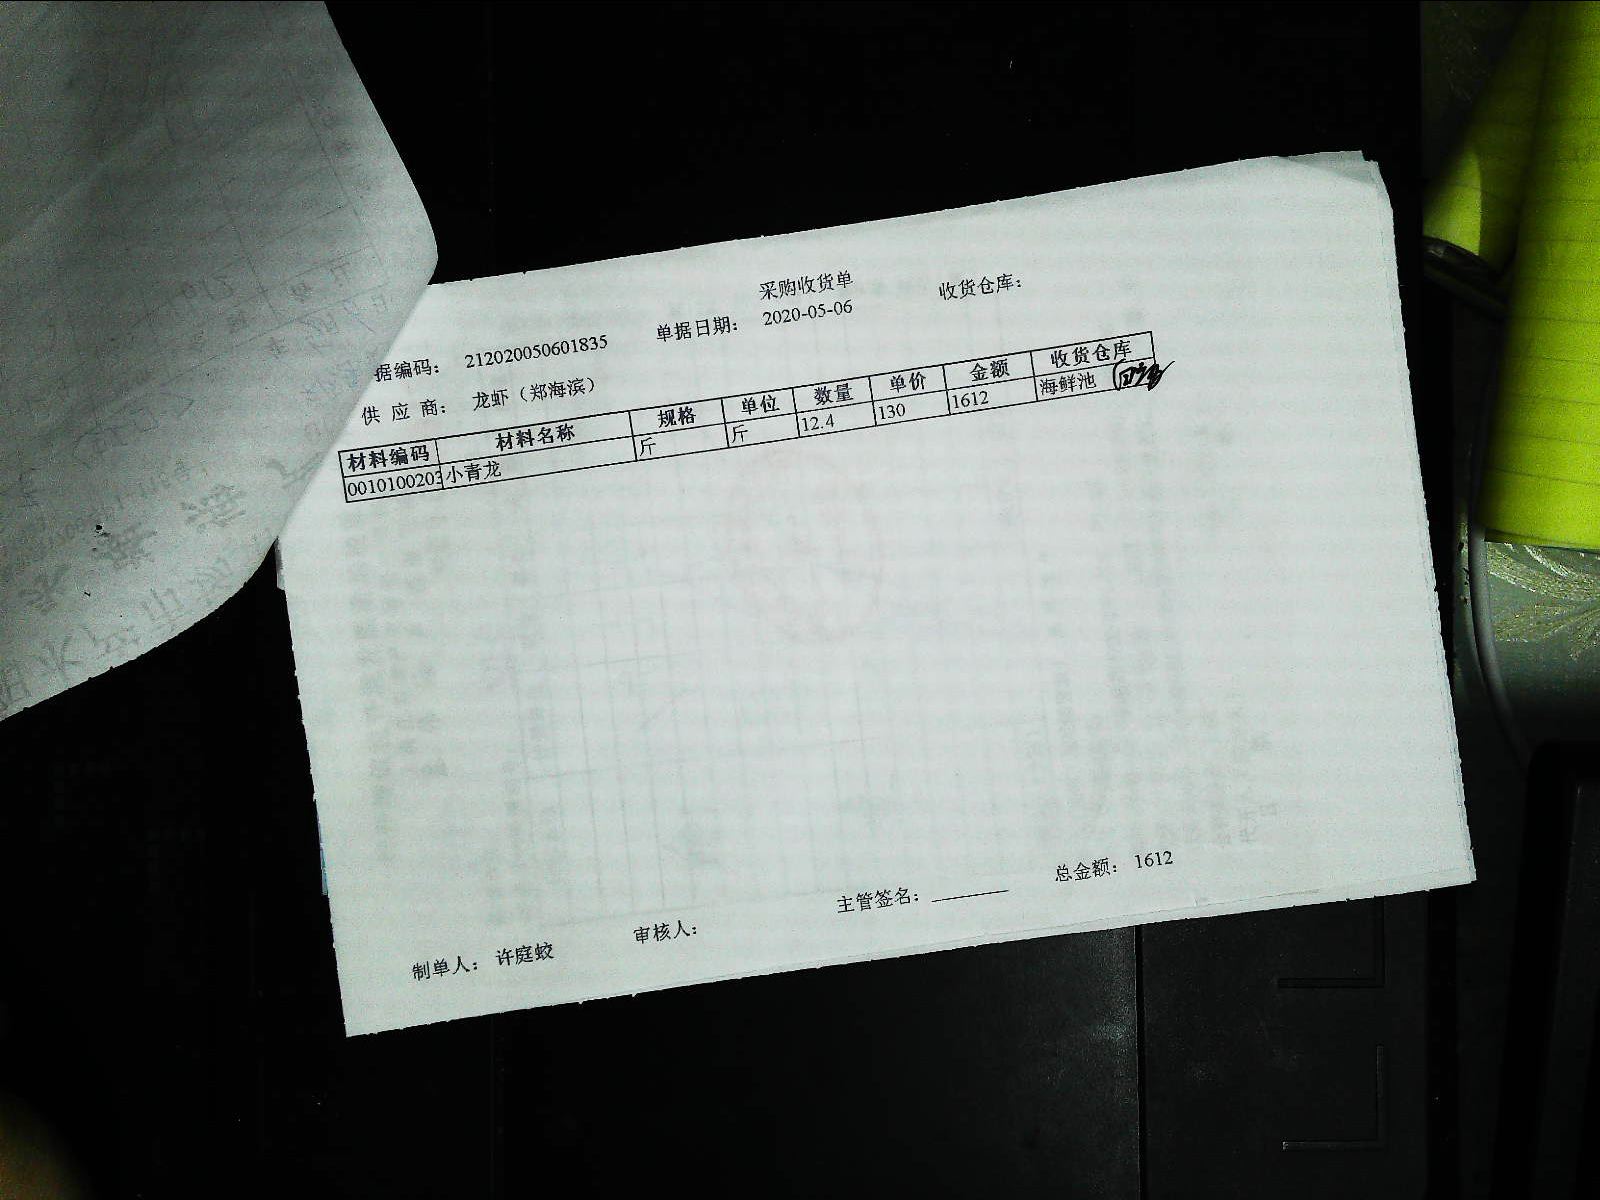 采购收货单
据编码： 212020050601835 单据日期： 2020-05-06 收货仓库：
供 应 商： 龙虾（郑海滨）
材料编码 材料名称 规格 单位 数量 单价 金额 收货仓库
0010100203 小青龙 斤 斤 12.4 130 1612 海鲜池
制单人： 许庭蛟 审核人： 主管签名： 总金额： 1612